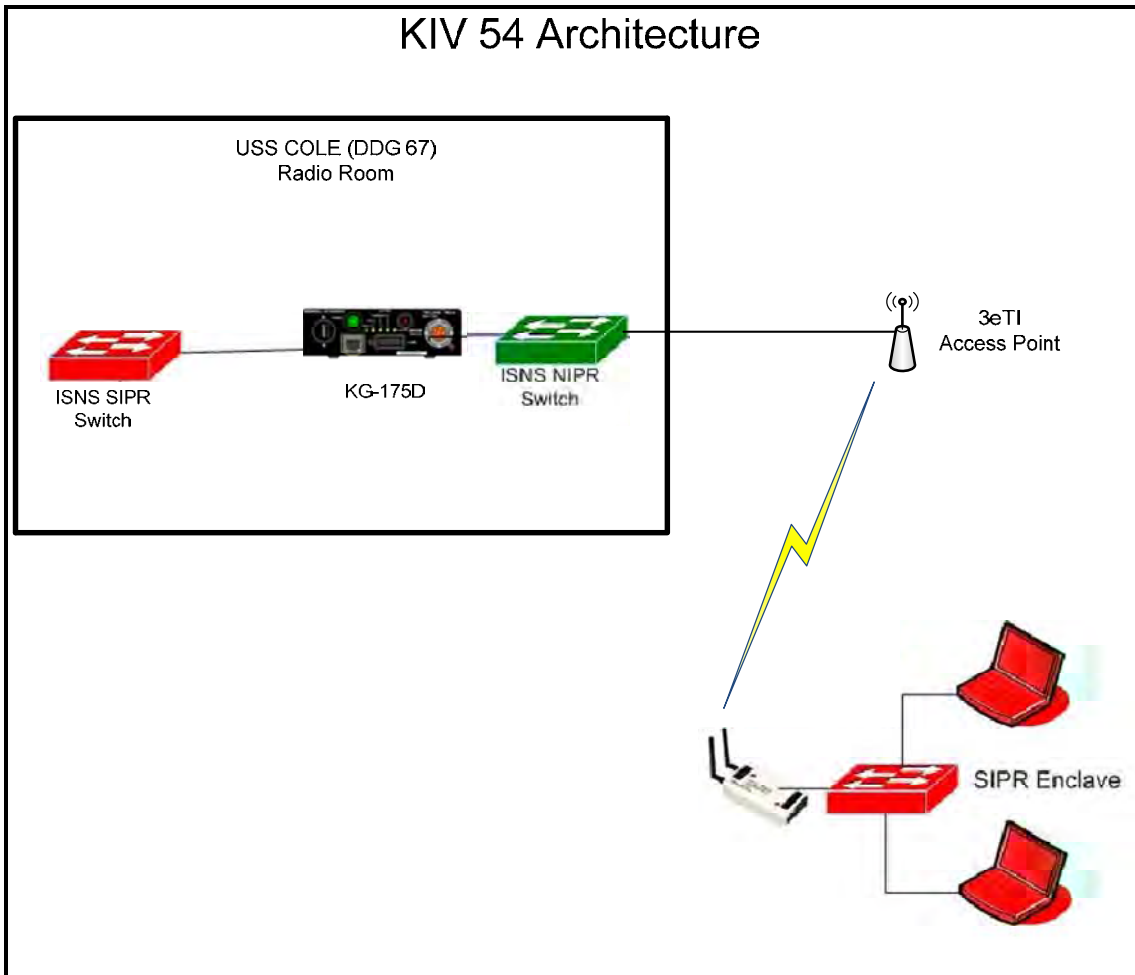 KIV 54 Architecture
USS COLE (DDG 67)
Radio Room
ISNS SIPR
Switch
KG-175D
ISNS NIPR
Switch
3eTI
Access Point
SIPR Enclave